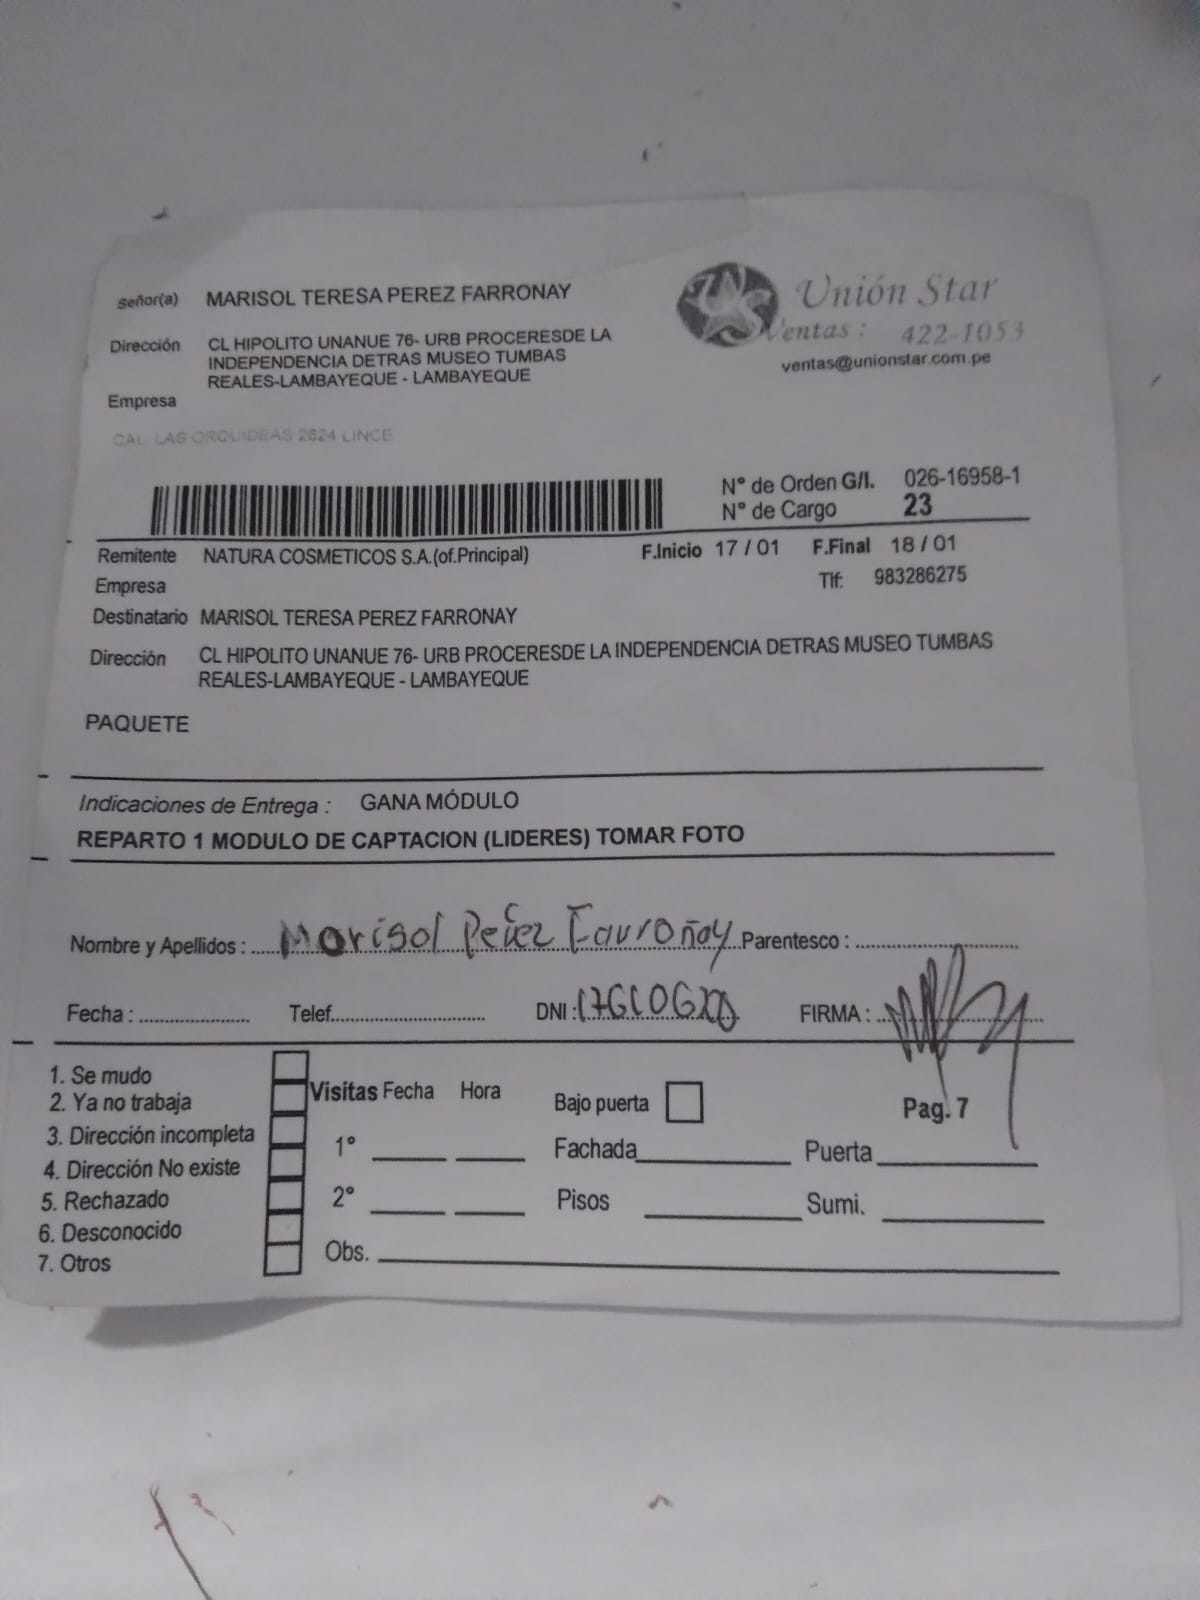 Señor(a) MARISOL TERESA PEREZ FARRONAY
Unión Star
Ventas : 422-1053
ventas@unionstar.com.pe
Dirección CL HIPOLITO UNANUE 76- URB PROCERESDE LA
INDEPENDENCIA DETRAS MUSEO TUMBAS
REALES-LAMBAYEQUE - LAMBAYEQUE
Empresa
CAL. LAS ORQUIDEAS 2624 LINCE
N° de Orden G/I. 026-16958-1
N° de Cargo 23
Remitente NATURA COSMETICOS S.A.(of.Principal) F.Inicio 17 / 01 F.Final 18 / 01
Empresa Tlf: 983286275
Destinatario MARISOL TERESA PEREZ FARRONAY
Dirección CL HIPOLITO UNANUE 76- URB PROCERESDE LA INDEPENDENCIA DETRAS MUSEO TUMBAS
REALES-LAMBAYEQUE - LAMBAYEQUE
PAQUETE
Indicaciones de Entrega : GANA MÓDULO
REPARTO 1 MODULO DE CAPTACION (LIDERES) TOMAR FOTO
Nombre y Apellidos : Marisol Perez Farroñay Parentesco :
Fecha : Telef. DNI : FIRMA :
1. Se mudo
2. Ya no trabaja
3. Dirección incompleta
4. Dirección No existe
5. Rechazado
6. Desconocido
7. Otros
Visitas Fecha Hora
1°
2°
Obs.
Bajo puerta
Fachada
Pisos
Pag. 7
Puerta
Sumi.